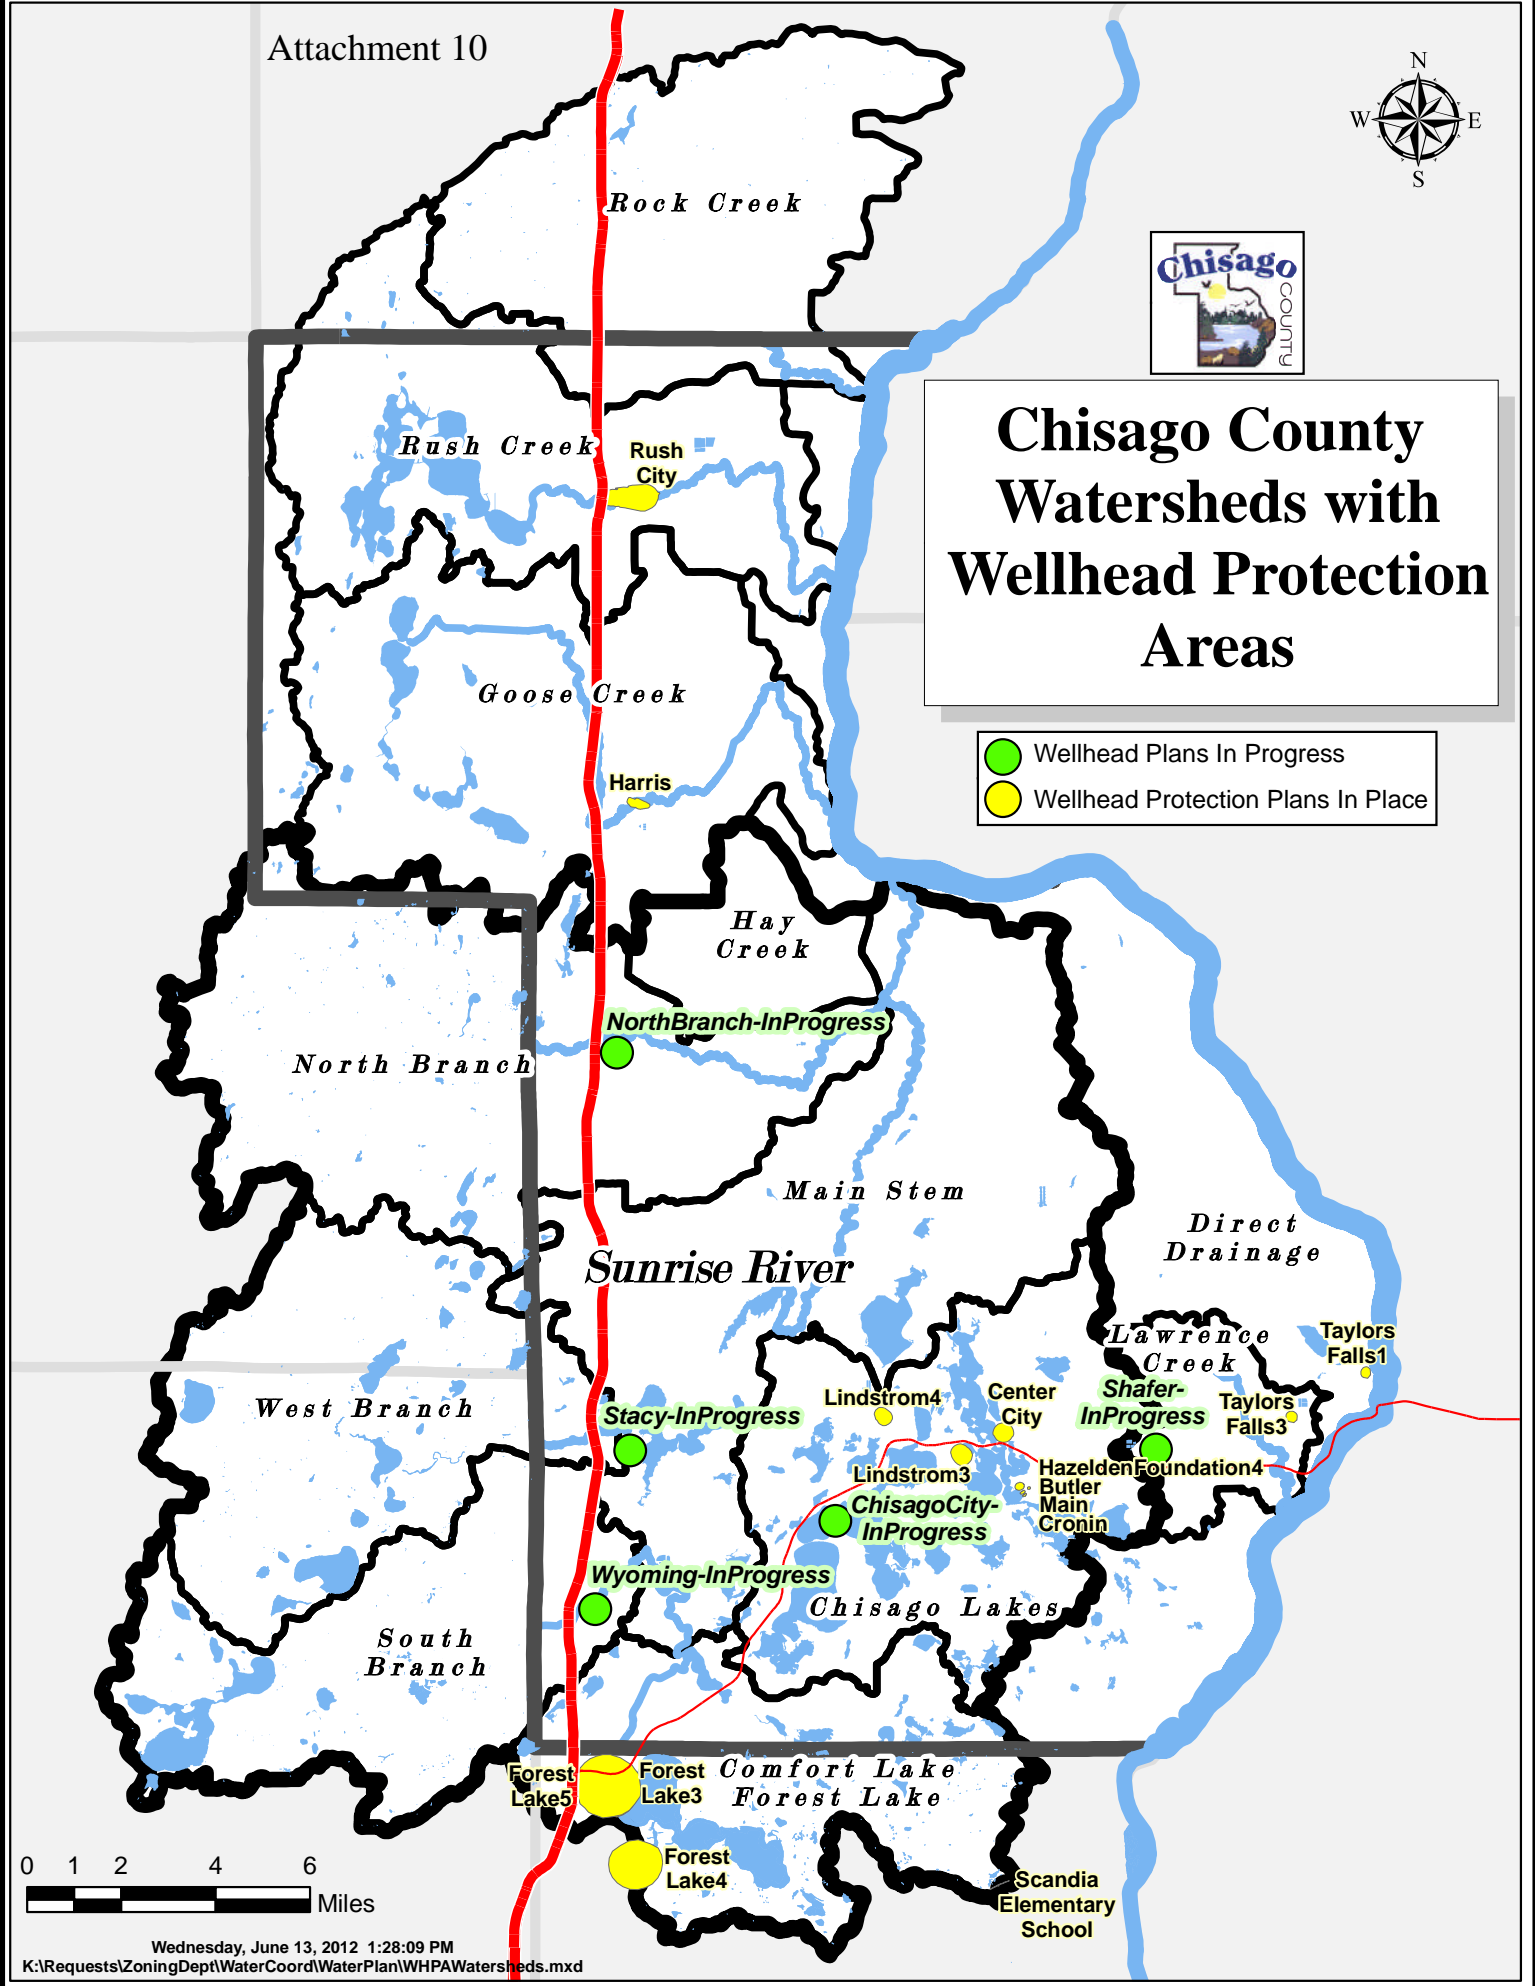 Attachment 10
N
W
E
S
Rock Creek
Chisago
COUNTY
Chisago County
Watersheds with
Wellhead Protection
Areas
Rush Creek
Rush
City
Goose Creek
Wellhead Plans In Progress
Wellhead Protection Plans In Place
Harris
Hay
Creek
NorthBranch-InProgress
North Branch
Main Stem
Direct
Drainage
Sunrise River
Lawrence
Creek
Taylors
Falls1
West Branch
Stacy-InProgress
Lindstrom4
Center
City
Shafer-
InProgress
Taylors
Falls3
Lindstrom3
HazeldenFoundation4
Butler
Main
Cronin
ChisagoCity-
InProgress
Wyoming-InProgress
Chisago Lakes
South
Branch
Forest
Lake5
Forest
Lake3
Comfort Lake
Forest Lake
Forest
Lake4
Scandia
Elementary
School
0 1 2 4 6
Miles
Wednesday, June 13, 2012 1:28:09 PM
K:\Requests\ZoningDept\WaterCoord\WaterPlan\WHPAWatersheds.mxd